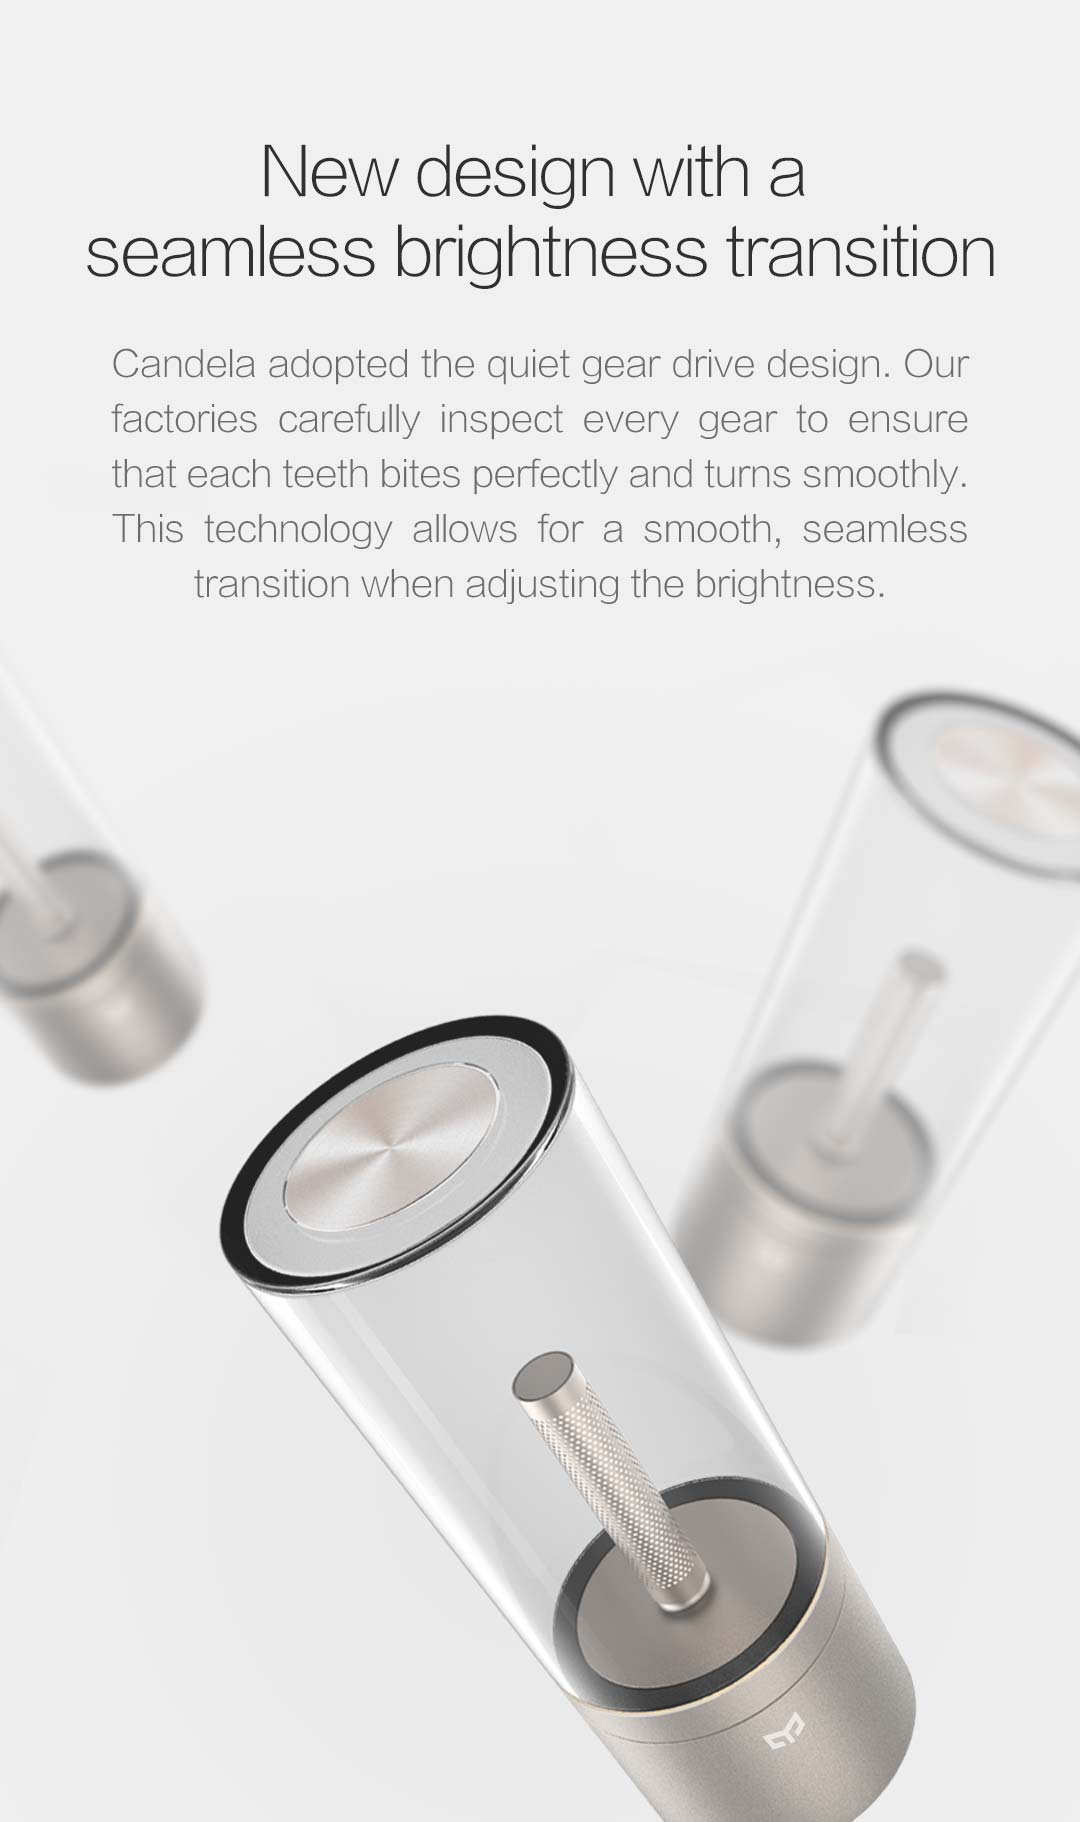 New design with a
seamless brightness transition
Candela adopted the quiet gear drive design. Our
factories carefully inspect every gear to ensure
that each teeth bites perfectly and turns smoothly.
This technology allows for a smooth, seamless
transition when adjusting the brightness.